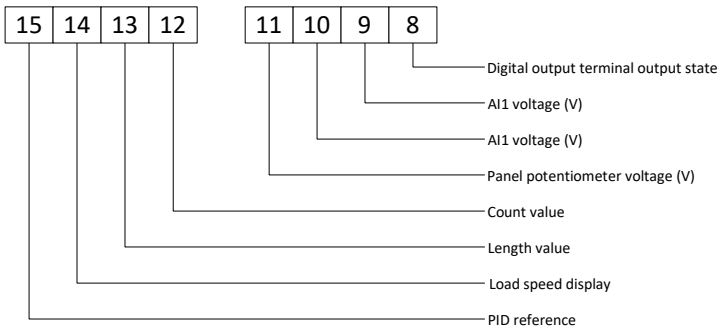 15 14 13 12 11 10 9 8
Digital output terminal output state
AI1 voltage (V)
AI1 voltage (V)
Panel potentiometer voltage (V)
Count value
Length value
Load speed display
PID reference